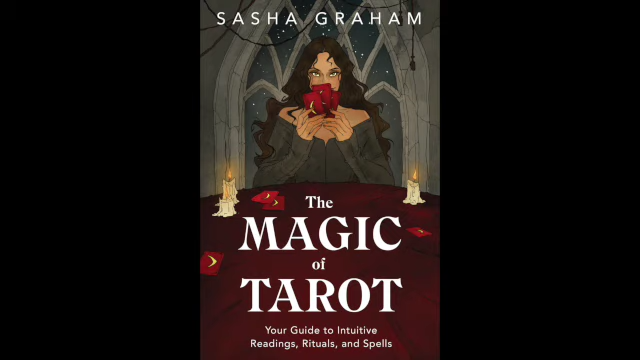 SASHA GRAHAM
The
MAGIC
of
TAROT
Your Guide to Intuitive
Readings, Rituals, and Spells